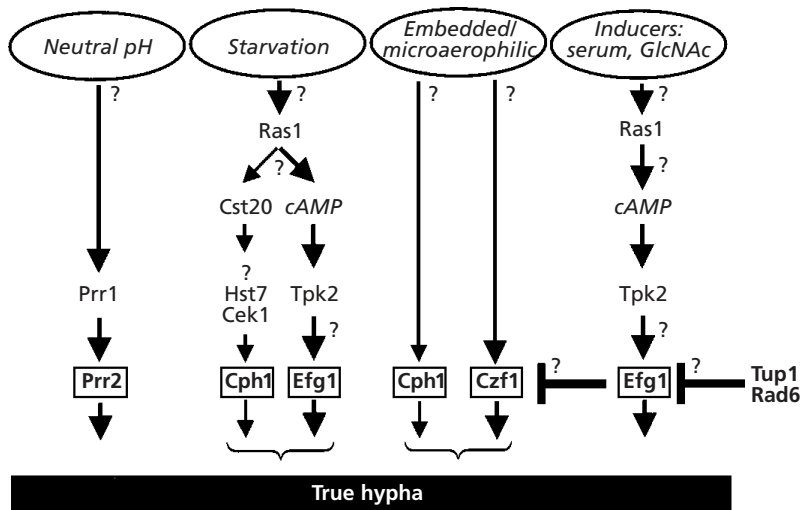 Neutral pH
Starvation
Embedded/
microaerophilic
Inducers:
serum, GlcNAc
? ? ? ? ?
Ras1 Ras1
? ?
Cst20 cAMP cAMP
?
Prr1 Hst7 Tpk2 Tpk2
Cek1
? ?
Prr2 Cph1 Efg1 Cph1 Czf1 ? Efg1 ? Tup1
Rad6
True hypha